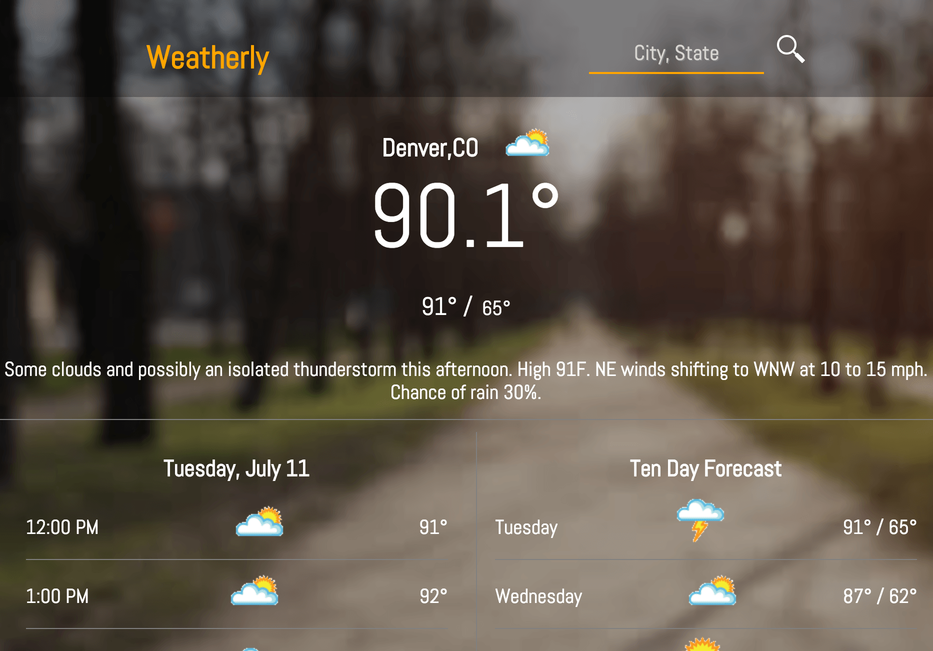 Weatherly
City, State
Denver,CO
90.1°
91° / 65°
Some clouds and possibly an isolated thunderstorm this afternoon. High 91F. NE winds shifting to WNW at 10 to 15 mph.
Chance of rain 30%.
Tuesday, July 11
12:00 PM 91°
1:00 PM 92°
Ten Day Forecast
Tuesday 91° / 65°
Wednesday 87° / 62°